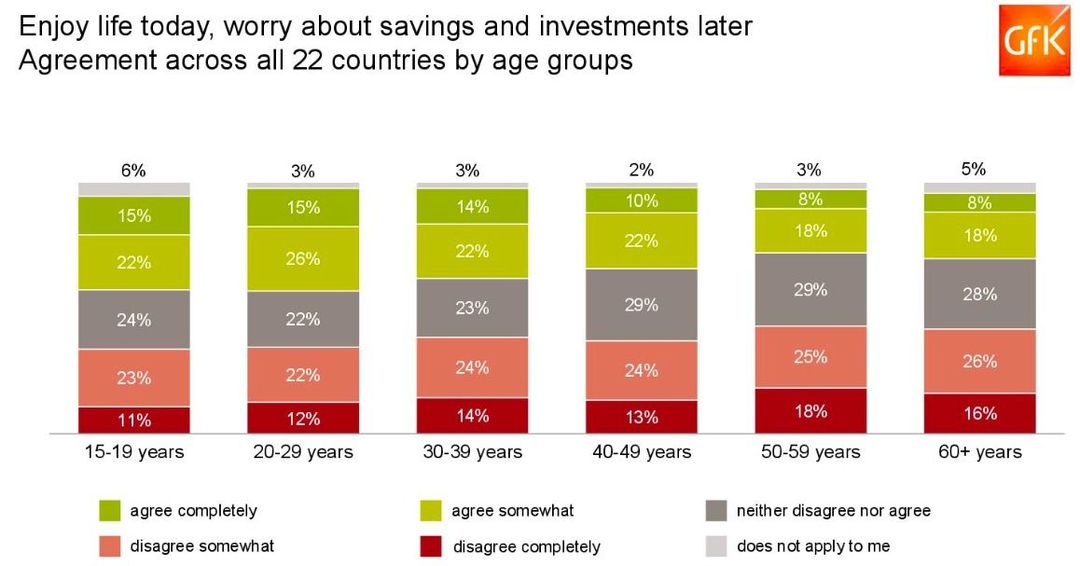 Enjoy life today, worry about savings and investments later
Agreement across all 22 countries by age groups
GfK
6% 3% 3% 2% 3% 5%
15% 15% 14% 10% 8% 8%
22% 26% 22% 22% 18% 18%
24% 22% 23% 29% 29% 28%
23% 22% 24% 24% 25% 26%
11% 12% 14% 13% 18% 16%
15-19 years 20-29 years 30-39 years 40-49 years 50-59 years 60+ years
agree completely agree somewhat neither disagree nor agree
disagree somewhat disagree completely does not apply to me